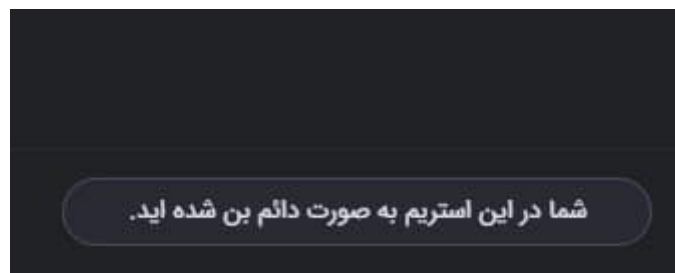 شما در این استریم به صورت دائم بن شده اید.